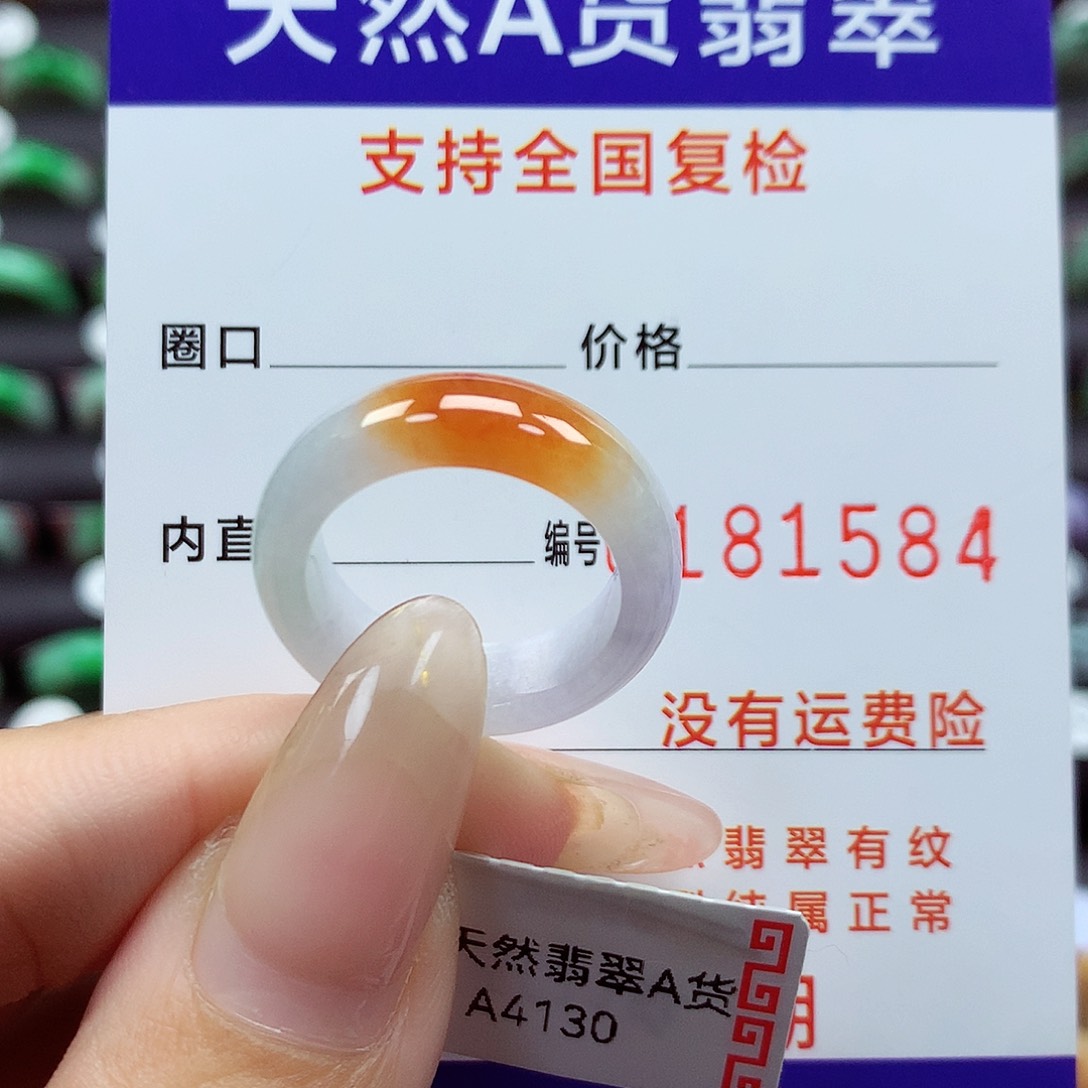 天然A货翡翠
支持全国复检
圈口 价格
内直 编号 181584
没有运费险
翡翠有纹
属正常
天然翡翠A货
A4130